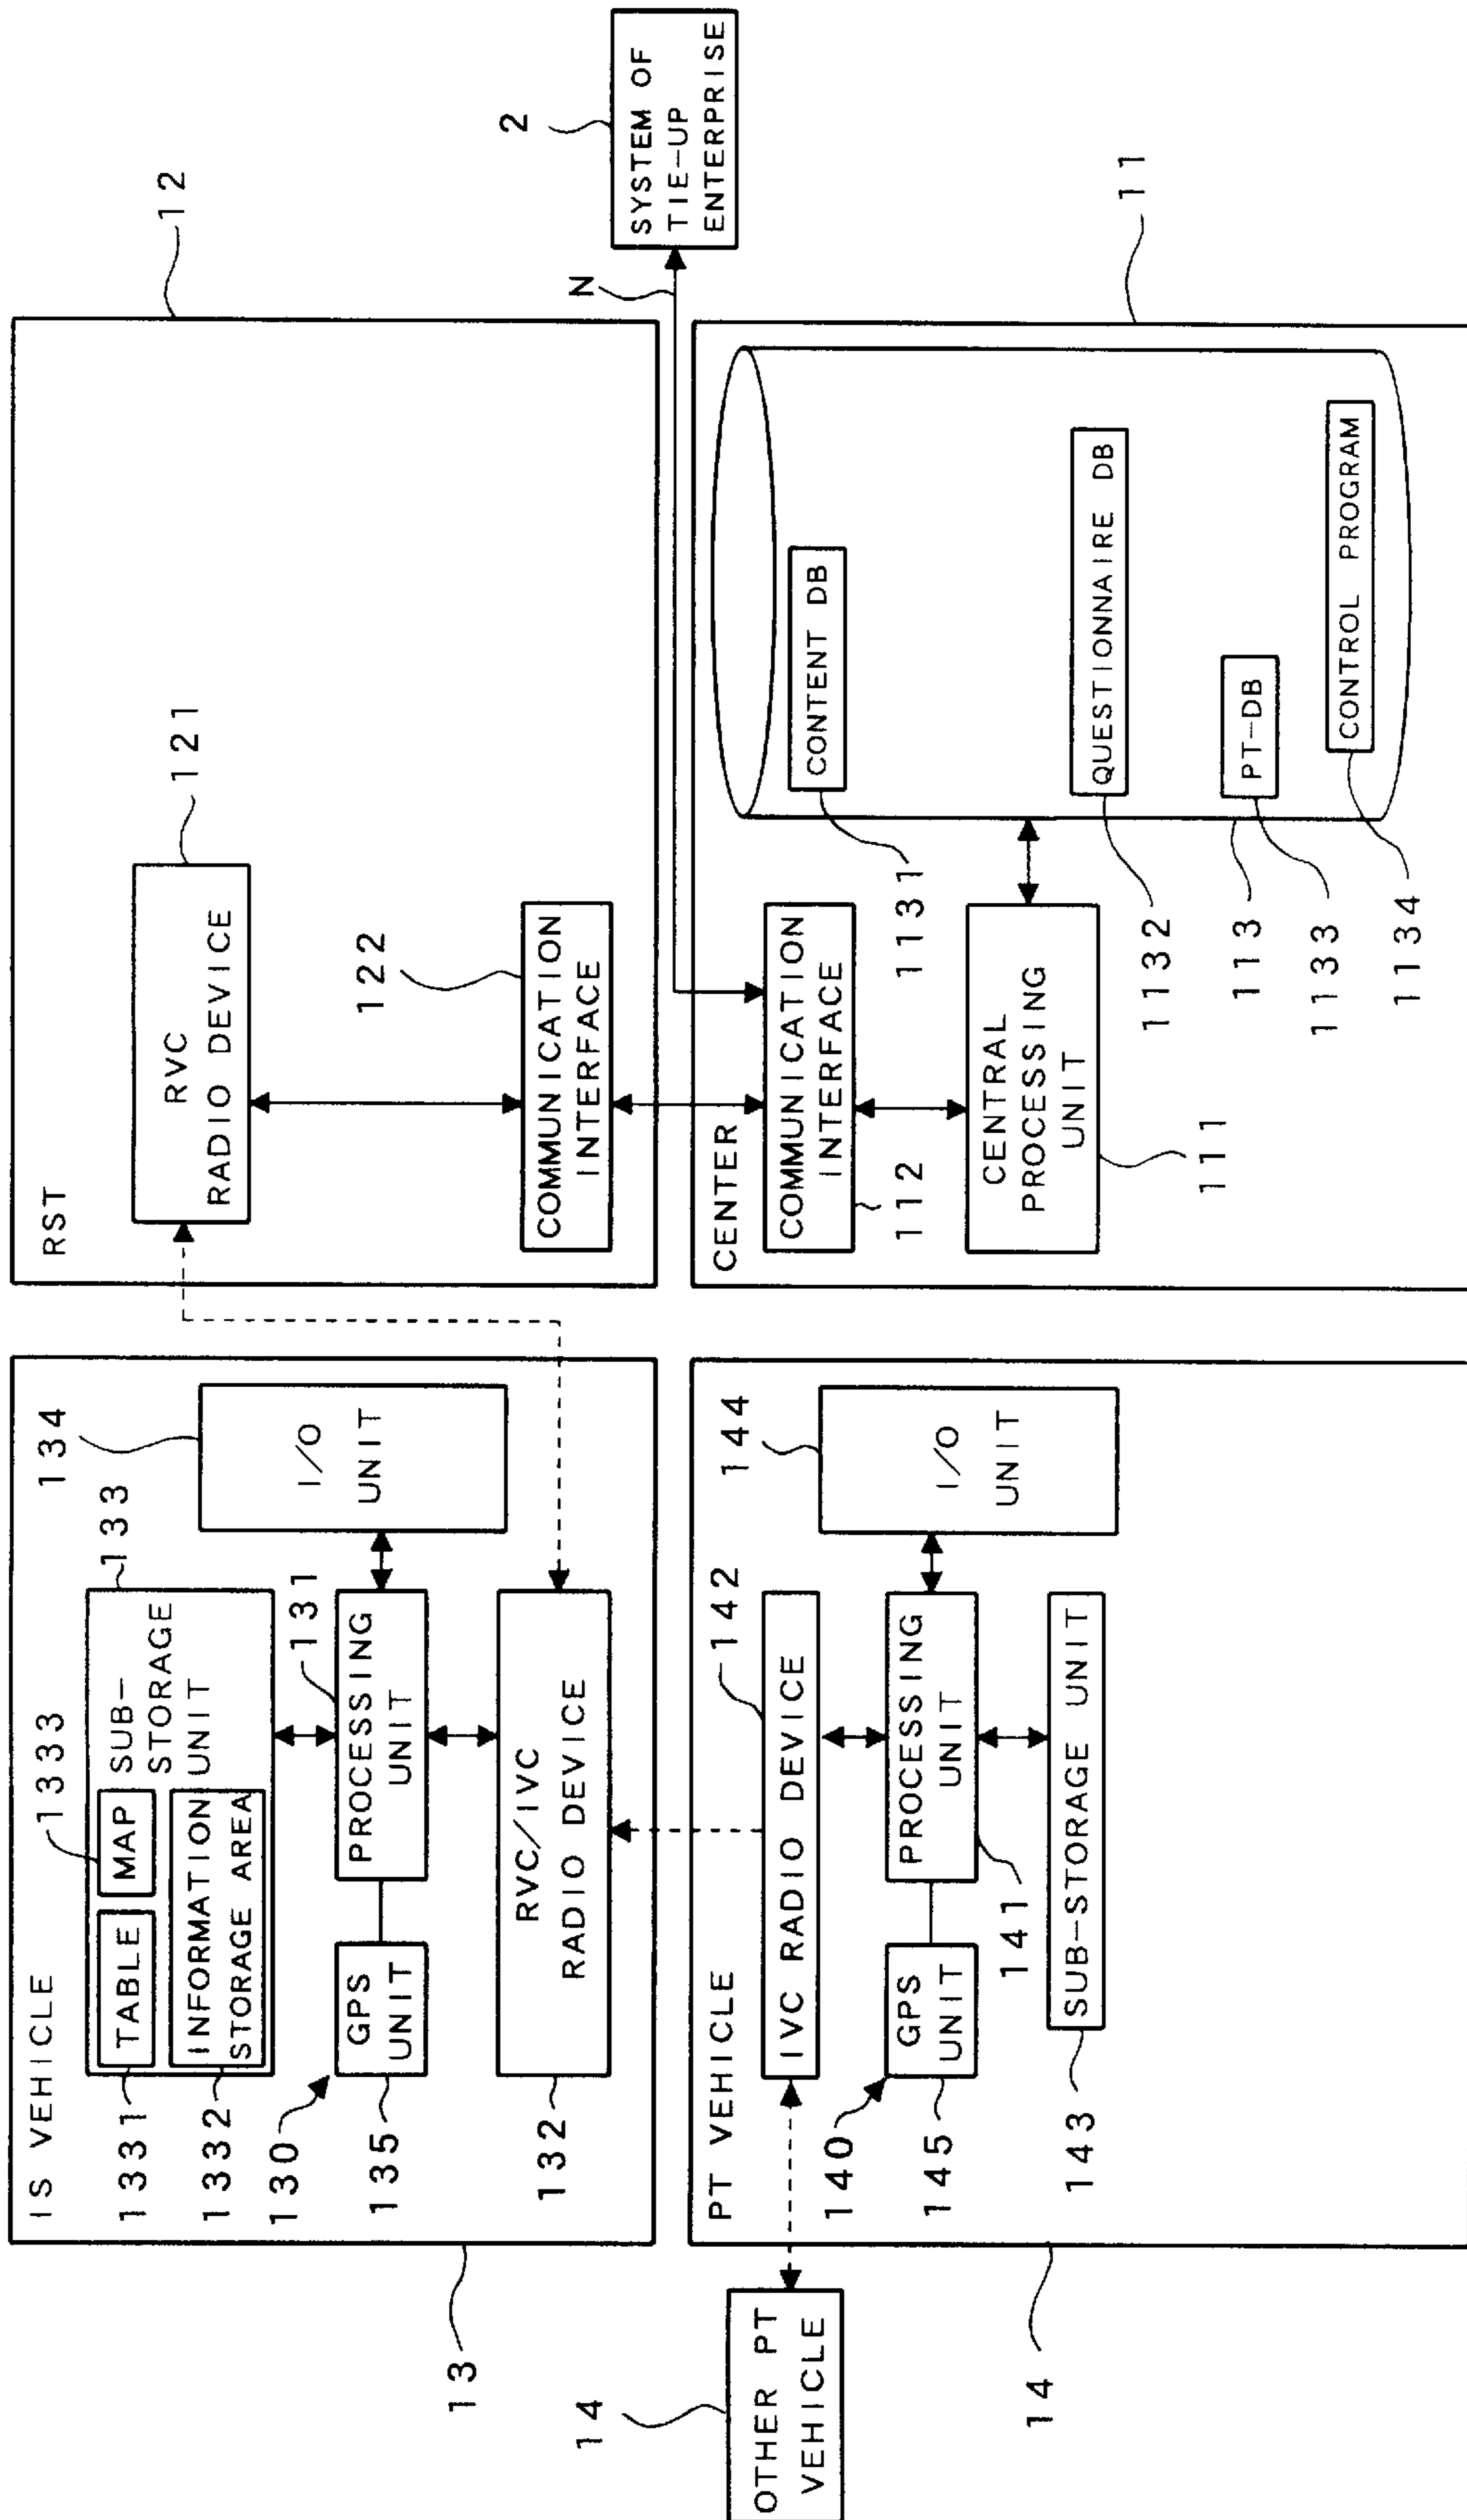 IS VEHICLE
1331
TABLE
MAP
1333
SUB-
STORAGE
UNIT
133
1332
INFORMATION
STORAGE AREA
134
I/O
UNIT
130
135
GPS
UNIT
PROCESSING
UNIT
131
132
RVC/IVC
RADIO DEVICE
13
RST
RVC
RADIO DEVICE
121
12
122
COMMUNICATION
INTERFACE
N
2
SYSTEM OF
TIE-UP
ENTERPRISE
14
OTHER PT
VEHICLE
PT VEHICLE
IVC RADIO DEVICE
142
144
I/O
UNIT
140
145
GPS
UNIT
PROCESSING
UNIT
141
143
SUB-STORAGE UNIT
14
CENTER
COMMUNICATION
INTERFACE
112
CENTRAL
PROCESSING
UNIT
111
CONTENT DB
1131
QUESTIONNAIRE DB
1132
113
PT-DB
1133
CONTROL PROGRAM
1134
11